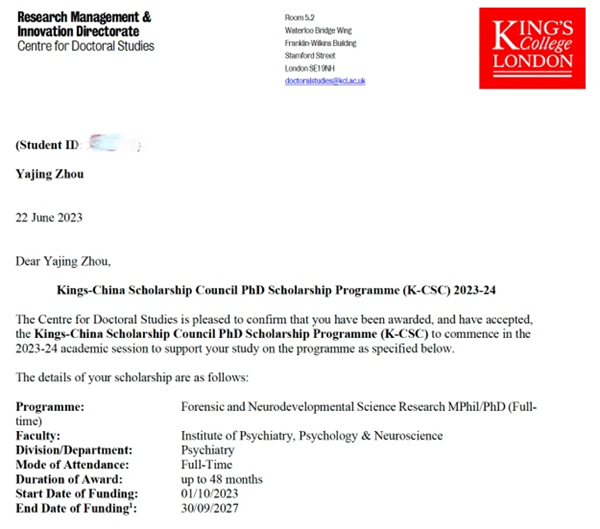 Research Management &
Innovation Directorate
Centre for Doctoral Studies
Room 5.2
Waterloo Bridge Wing
Franklin-Wilkins Building
Stamford Street
London SE19NH
doctoralstudies@kcl.ac.uk
KING'S
College
LONDON
(Student ID: )
Yajing Zhou
22 June 2023
Dear Yajing Zhou,
Kings-China Scholarship Council PhD Scholarship Programme (K-CSC) 2023-24
The Centre for Doctoral Studies is pleased to confirm that you have been awarded, and have accepted,
the Kings-China Scholarship Council PhD Scholarship Programme (K-CSC) to commence in the
2023-24 academic session to support your study on the programme as specified below.
The details of your scholarship are as follows:
Programme: Forensic and Neurodevelopmental Science Research MPhil/PhD (Full-
time)
Faculty: Institute of Psychiatry, Psychology & Neuroscience
Division/Department: Psychiatry
Mode of Attendance: Full-Time
Duration of Award: up to 48 months
Start Date of Funding: 01/10/2023
End Date of Funding¹: 30/09/2027